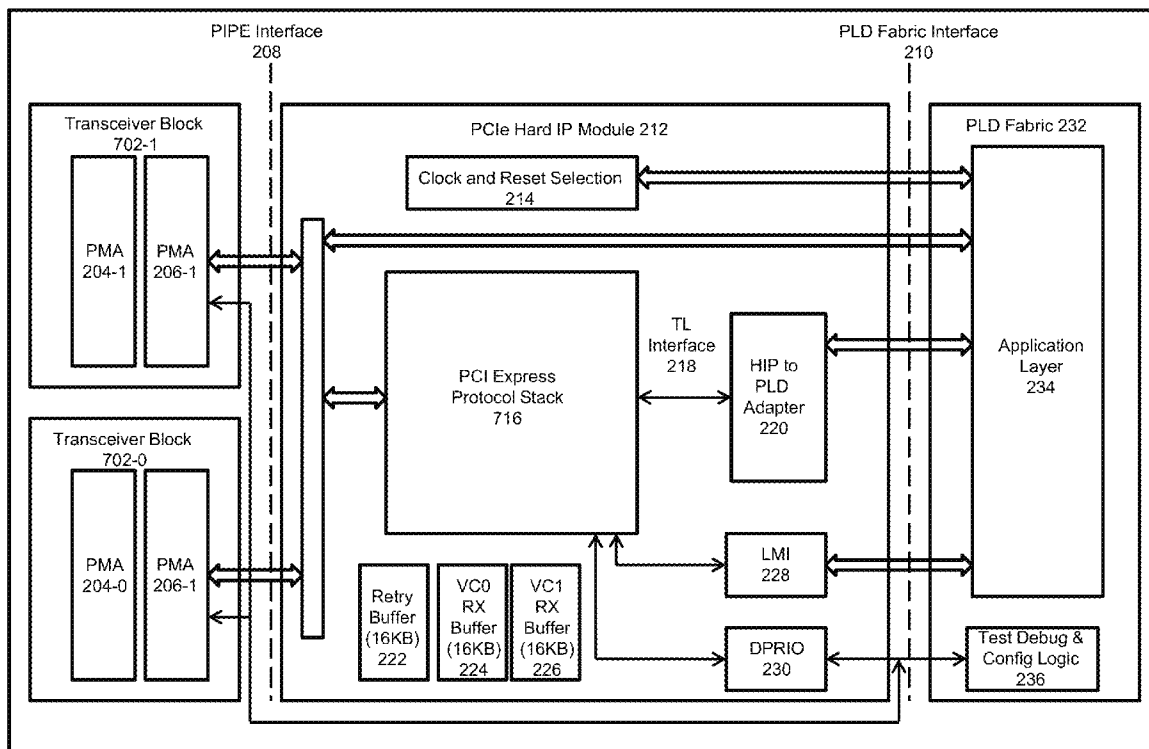 PIPE Interface
208
PLD Fabric Interface
210
Transceiver Block
702-1
PMA
204-1
PMA
206-1
Transceiver Block
702-0
PMA
204-0
PMA
206-1
PCIe Hard IP Module 212
Clock and Reset Selection
214
PCI Express
Protocol Stack
716
TL
Interface
218
HIP to
PLD
Adapter
220
Retry
Buffer
(16KB)
222
VC0
RX
Buffer
(16KB)
224
VC1
RX
Buffer
(16KB)
226
LMI
228
DPRIO
230
PLD Fabric 232
Application
Layer
234
Test Debug &
Config Logic
236